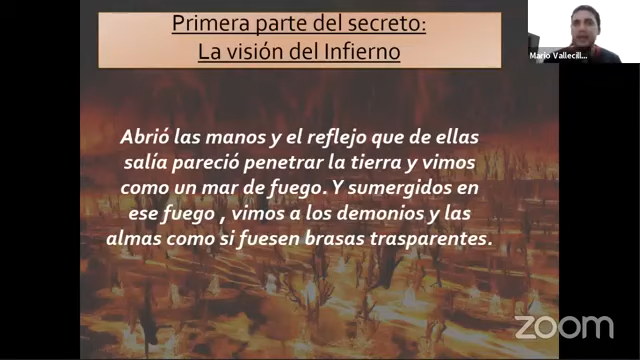 Primera parte del secreto:
La visión del Infierno
Mario Vallecill...
Abrió las manos y el reflejo que de ellas
salía pareció penetrar la tierra y vimos
como un mar de fuego. Y sumergidos en
ese fuego , vimos a los demonios y las
almas como si fuesen brasas trasparentes.
zoom